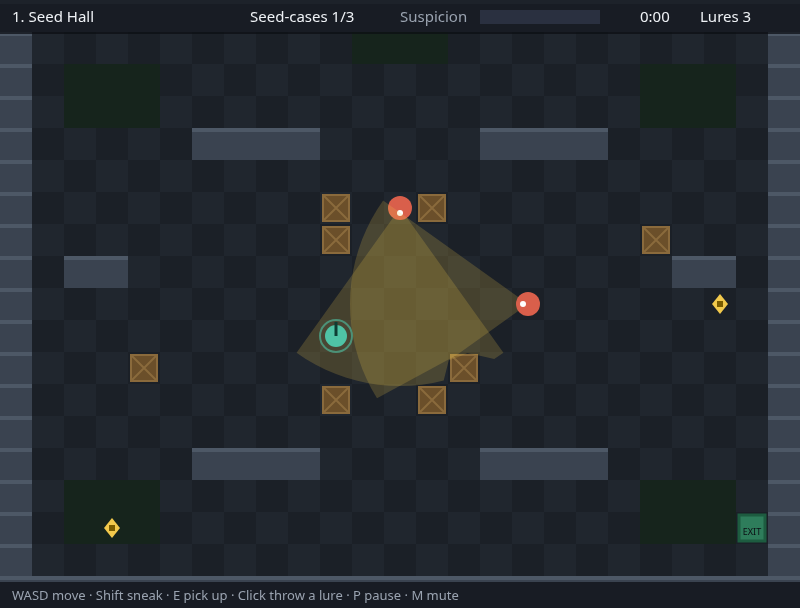 1. Seed Hall Seed-cases 1/3 Suspicion 0:00 Lures 3
EXIT
WASD move · Shift sneak · E pick up · Click throw a lure · P pause · M mute